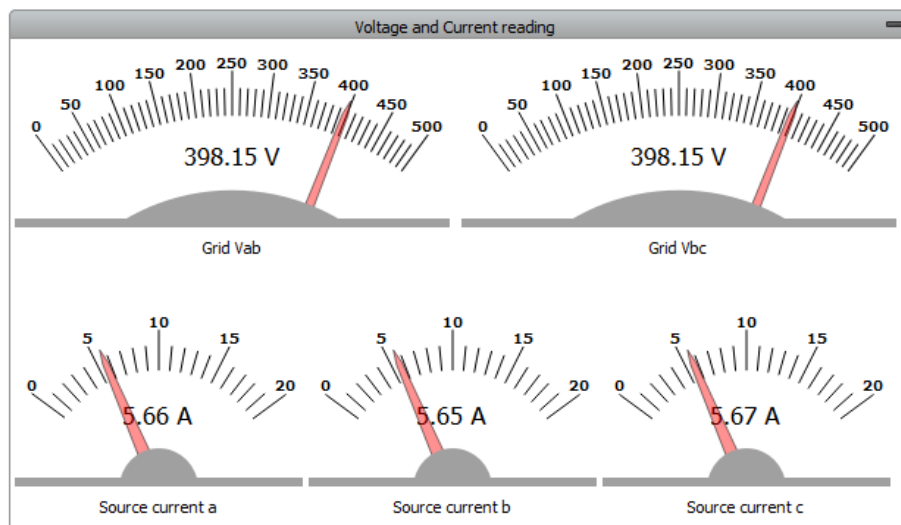 Voltage and Current reading
0 50 100 150 200 250 300 350 400 450 500
398.15 V
Grid Vab
0 50 100 150 200 250 300 350 400 450 500
398.15 V
Grid Vbc
0 5 10 15 20
5.66 A
Source current a
0 5 10 15 20
5.65 A
Source current b
0 5 10 15 20
5.67 A
Source current c